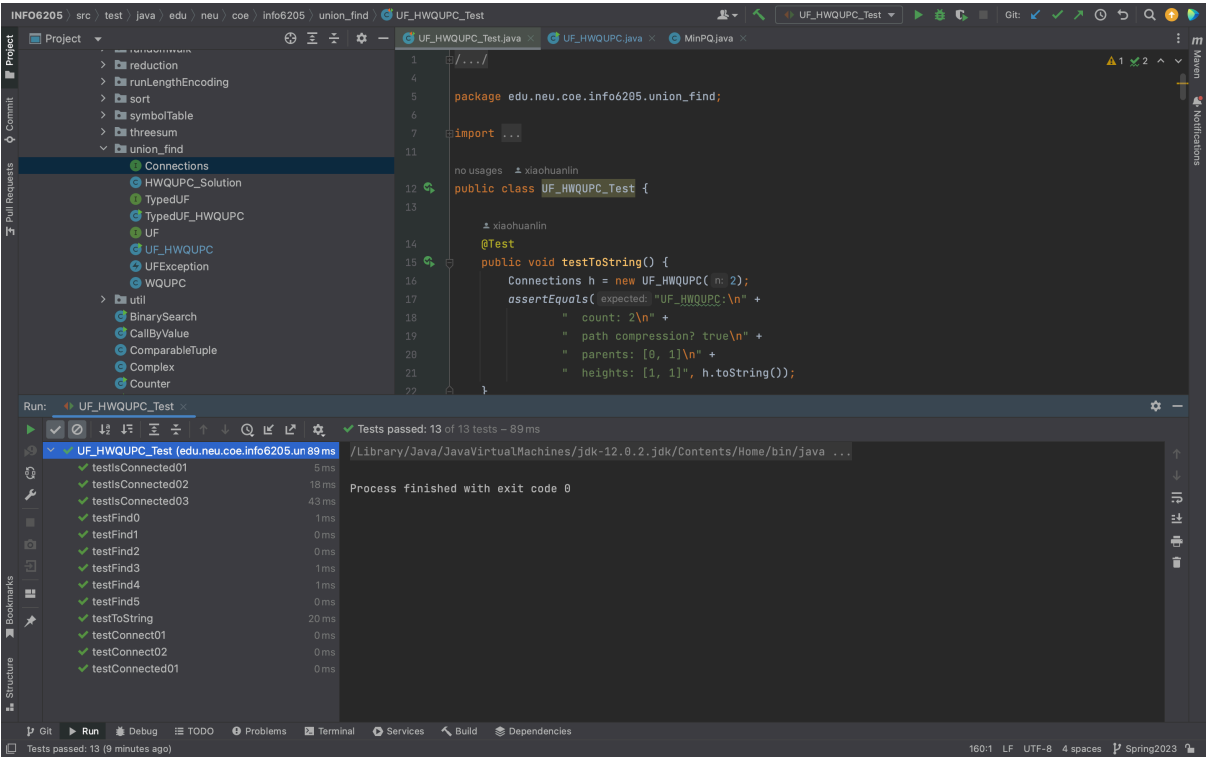 INFO6205 〉 src 〉 test 〉 java 〉 edu 〉 neu 〉 coe 〉 info6205 〉 union_find 〉 UF_HWQUPC_Test
UF_HWQUPC_Test
Git:
Project
UF_HWQUPC_Test.java
UF_HWQUPC.java
MinPQ.java
Project
Commit
Pull Requests
Bookmarks
Structure
Maven
Notifications
reduction
runLengthEncoding
sort
symbolTable
threesum
union_find
Connections
HWQUPC_Solution
TypedUF
TypedUF_HWQUPC
UF
UF_HWQUPC
UFException
WQUPC
util
BinarySearch
CallByValue
ComparableTuple
Complex
Counter
1 /.../
1 2
4
5 package edu.neu.coe.info6205.union_find;
6
7 import ...
11
no usages xiaohuanlin
12 public class UF_HWQUPC_Test {
13
xiaohuanlin
14 @Test
15 public void testToString() {
16 Connections h = new UF_HWQUPC( n: 2);
17 assertEquals( expected: "UF_HWQUPC:\n" +
18 " count: 2\n" +
19 " path compression? true\n" +
20 " parents: [0, 1]\n" +
21 " heights: [1, 1]", h.toString());
22 }
Run: UF_HWQUPC_Test
Tests passed: 13 of 13 tests – 89 ms
UF_HWQUPC_Test (edu.neu.coe.info6205.un 89 ms
testIsConnected01 5 ms
testIsConnected02 18 ms
testIsConnected03 43 ms
testFind0 1 ms
testFind1 0 ms
testFind2 0 ms
testFind3 1 ms
testFind4 1 ms
testFind5 0 ms
testToString 20 ms
testConnect01 0 ms
testConnect02 0 ms
testConnected01 0 ms
/Library/Java/JavaVirtualMachines/jdk-12.0.2.jdk/Contents/Home/bin/java ...
Process finished with exit code 0
Git Run Debug TODO Problems Terminal Services Build Dependencies
Tests passed: 13 (9 minutes ago)
160:1 LF UTF-8 4 spaces Spring2023